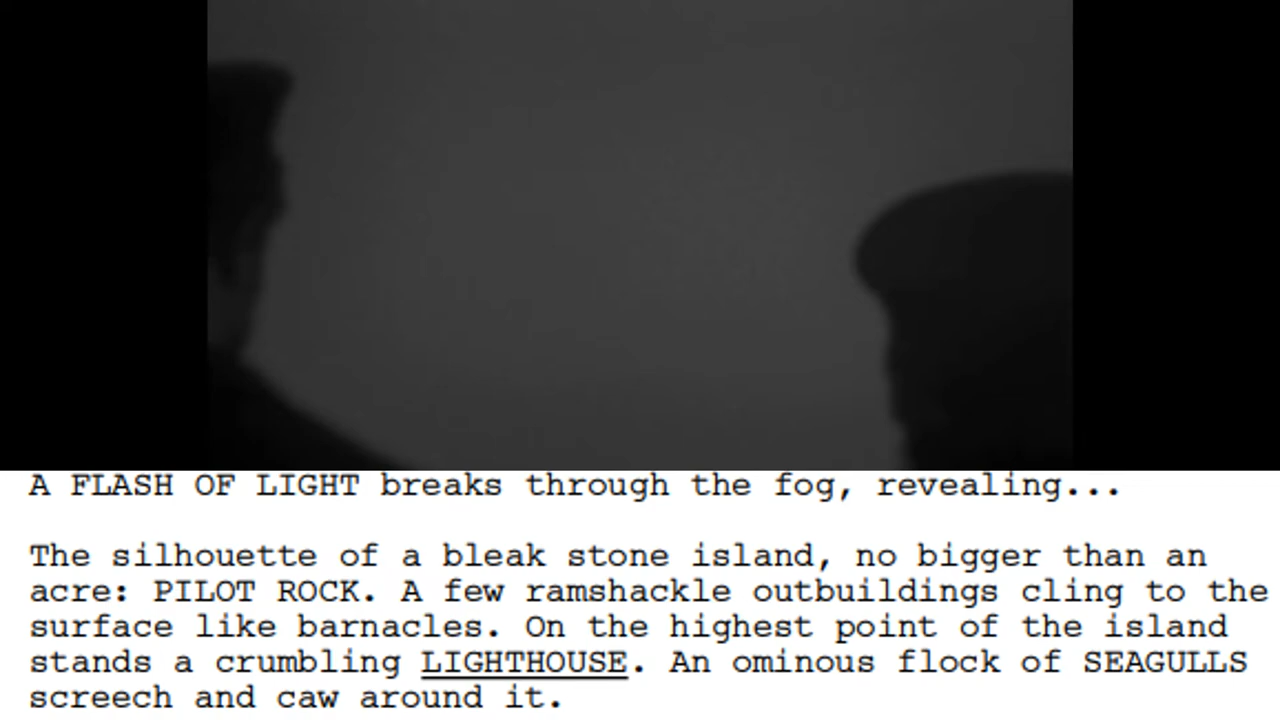 A FLASH OF LIGHT breaks through the fog, revealing...
The silhouette of a bleak stone island, no bigger than an
acre: PILOT ROCK. A few ramshackle outbuildings cling to the
surface like barnacles. On the highest point of the island
stands a crumbling LIGHTHOUSE. An ominous flock of SEAGULLS
screech and caw around it.